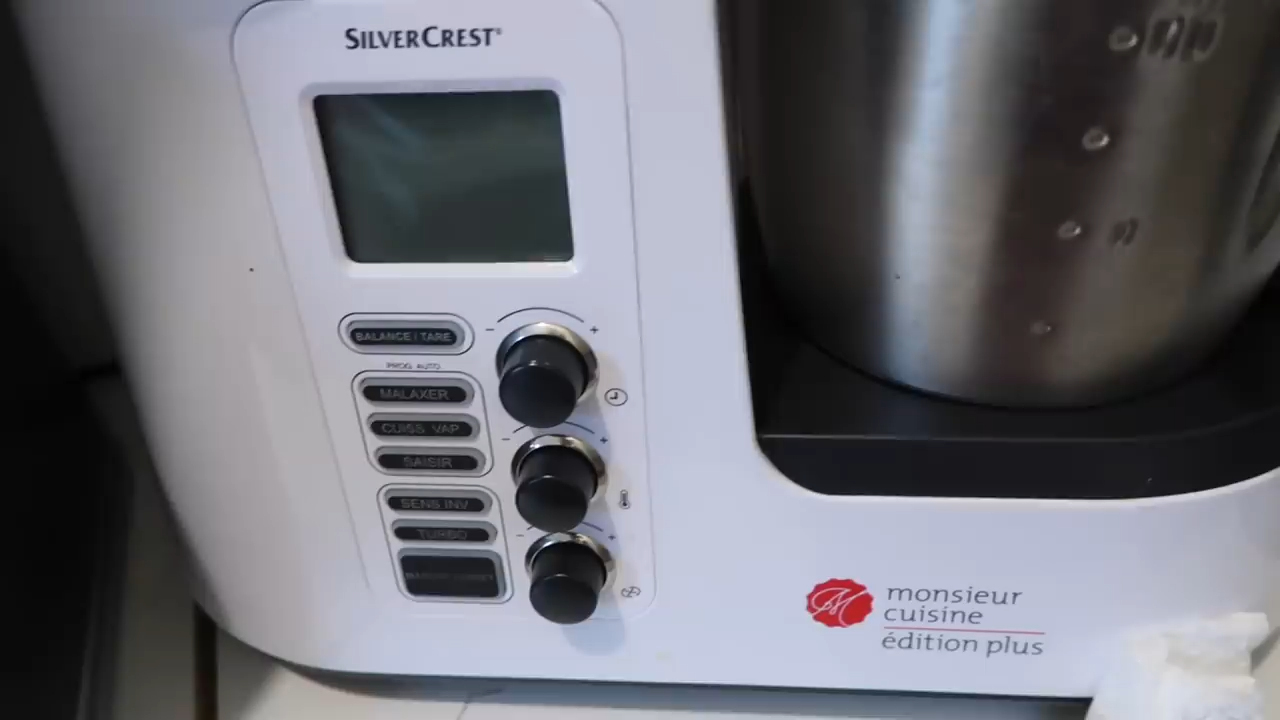 SILVERCREST®
BALANCE / TARE
PROG. AUTO.
MALAXER
CUISS VAP
SAISIR
SENS INV
TURBO
monsieur
cuisine
édition plus